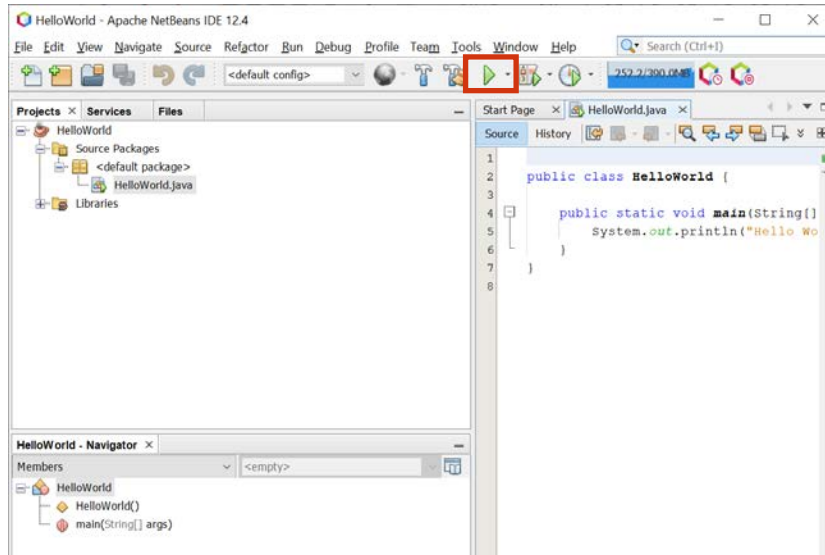 HelloWorld - Apache NetBeans IDE 12.4
File Edit View Navigate Source Refactor Run Debug Profile Team Tools Window Help Search (Ctrl+I)
<default config> 252.2/390.0MB
Projects Services Files
HelloWorld
Source Packages
<default package>
HelloWorld.java
Libraries
Start Page HelloWorld.java
Source History
1
2 public class HelloWorld {
3
4 public static void main(String[]
5 System.out.println("Hello Wo
6 }
7 }
8
HelloWorld - Navigator
Members <empty>
HelloWorld
HelloWorld()
main(String[] args)